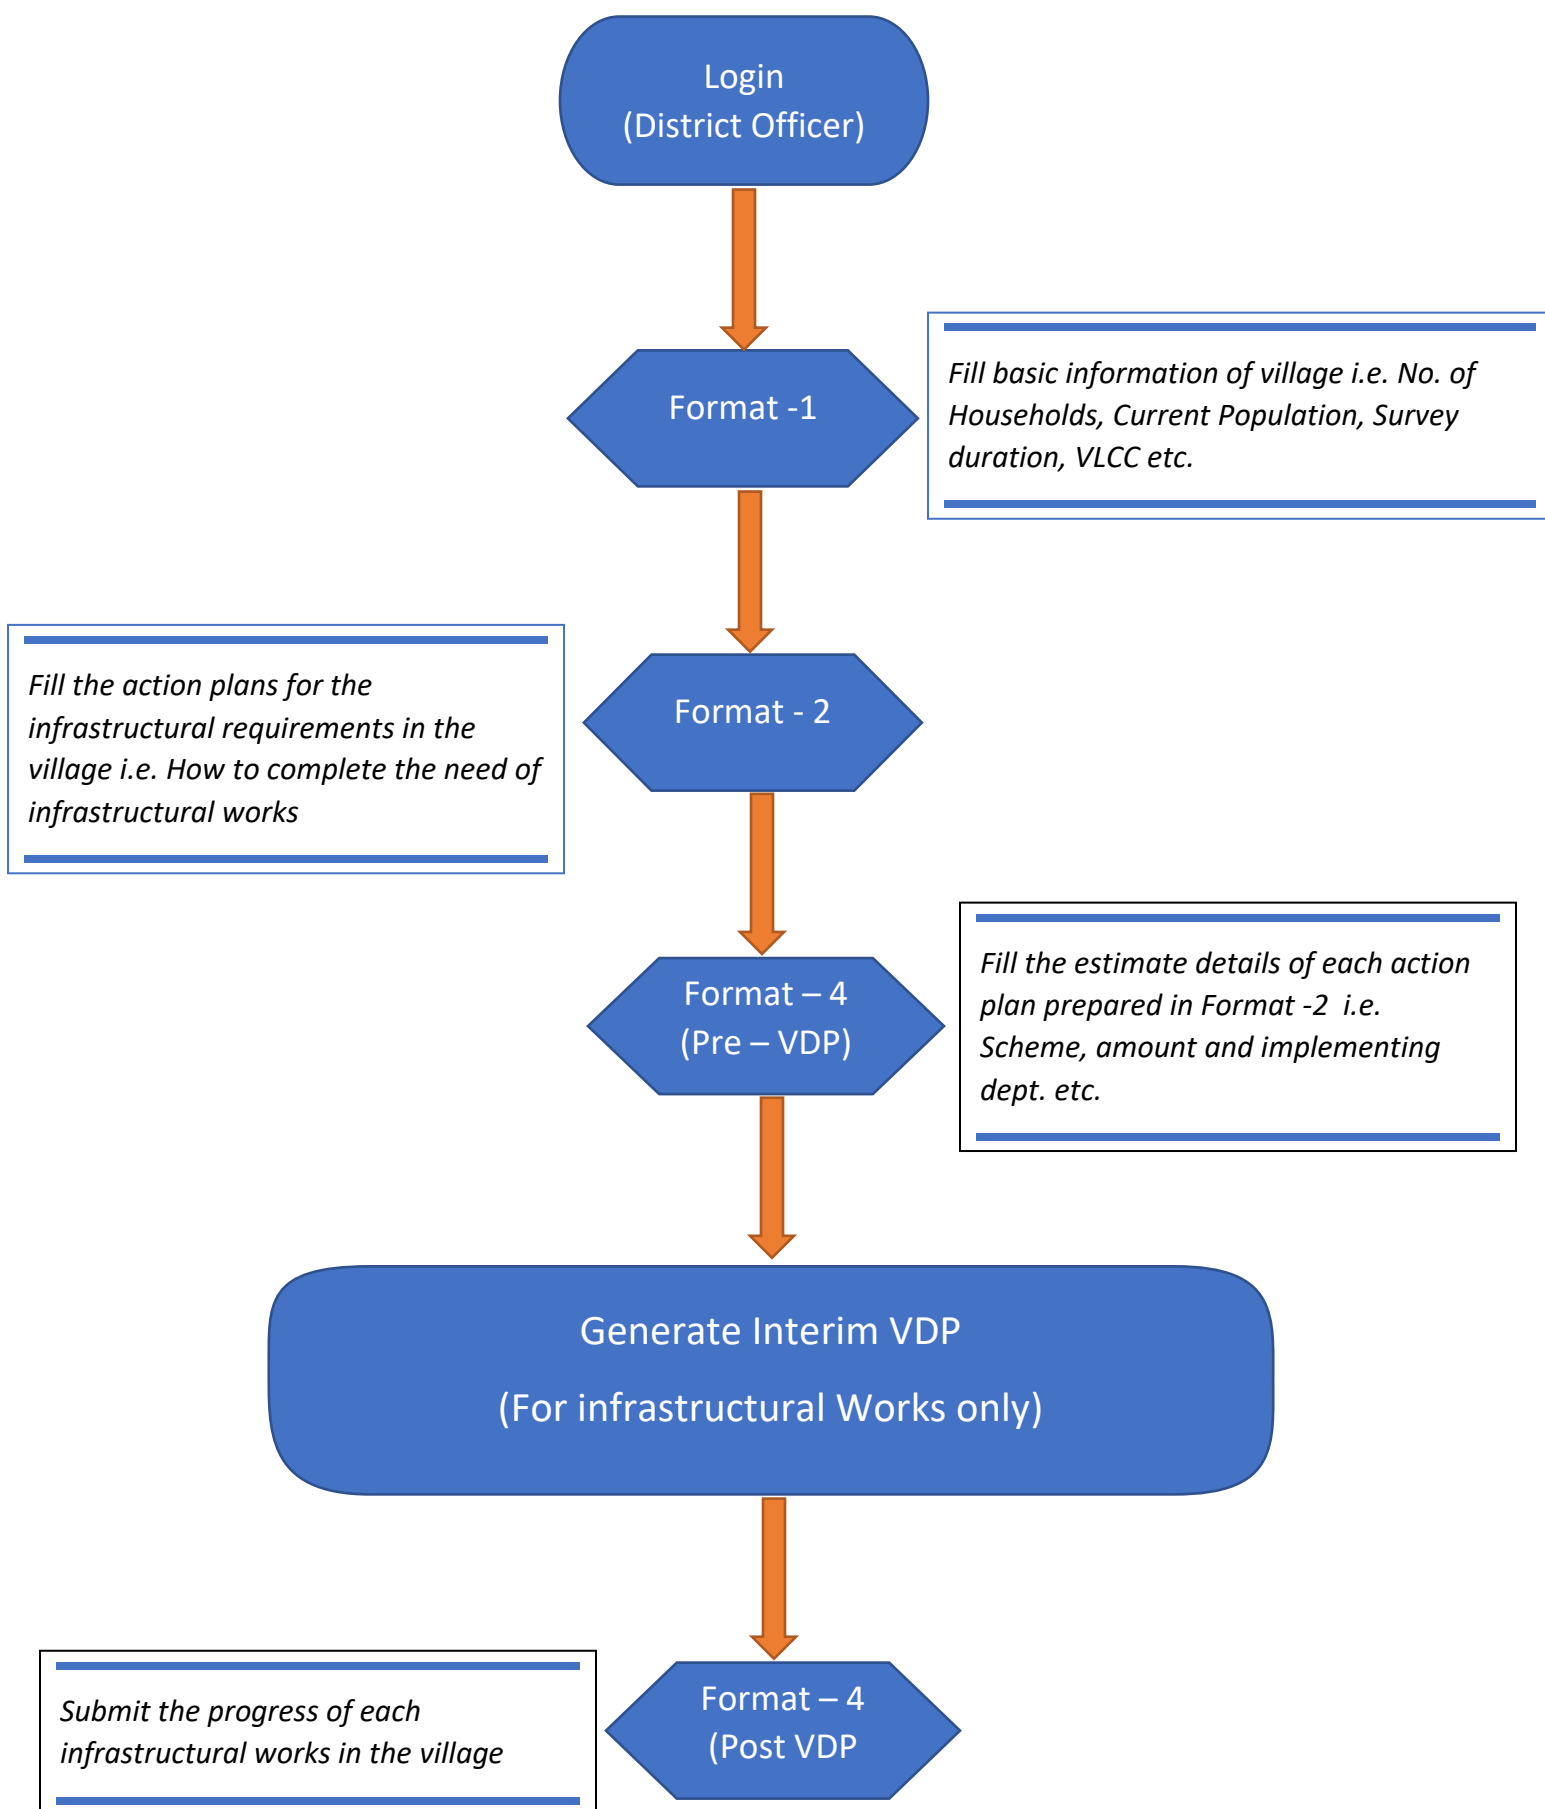 Login
(District Officer)
Format -1
Fill basic information of village i.e. No. of
Households, Current Population, Survey
duration, VLCC etc.
Fill the action plans for the
infrastructural requirements in the
village i.e. How to complete the need of
infrastructural works
Format - 2
Format – 4
(Pre – VDP)
Fill the estimate details of each action
plan prepared in Format -2  i.e.
Scheme, amount and implementing
dept. etc.
Generate Interim VDP
(For infrastructural Works only)
Submit the progress of each
infrastructural works in the village
Format – 4
(Post VDP